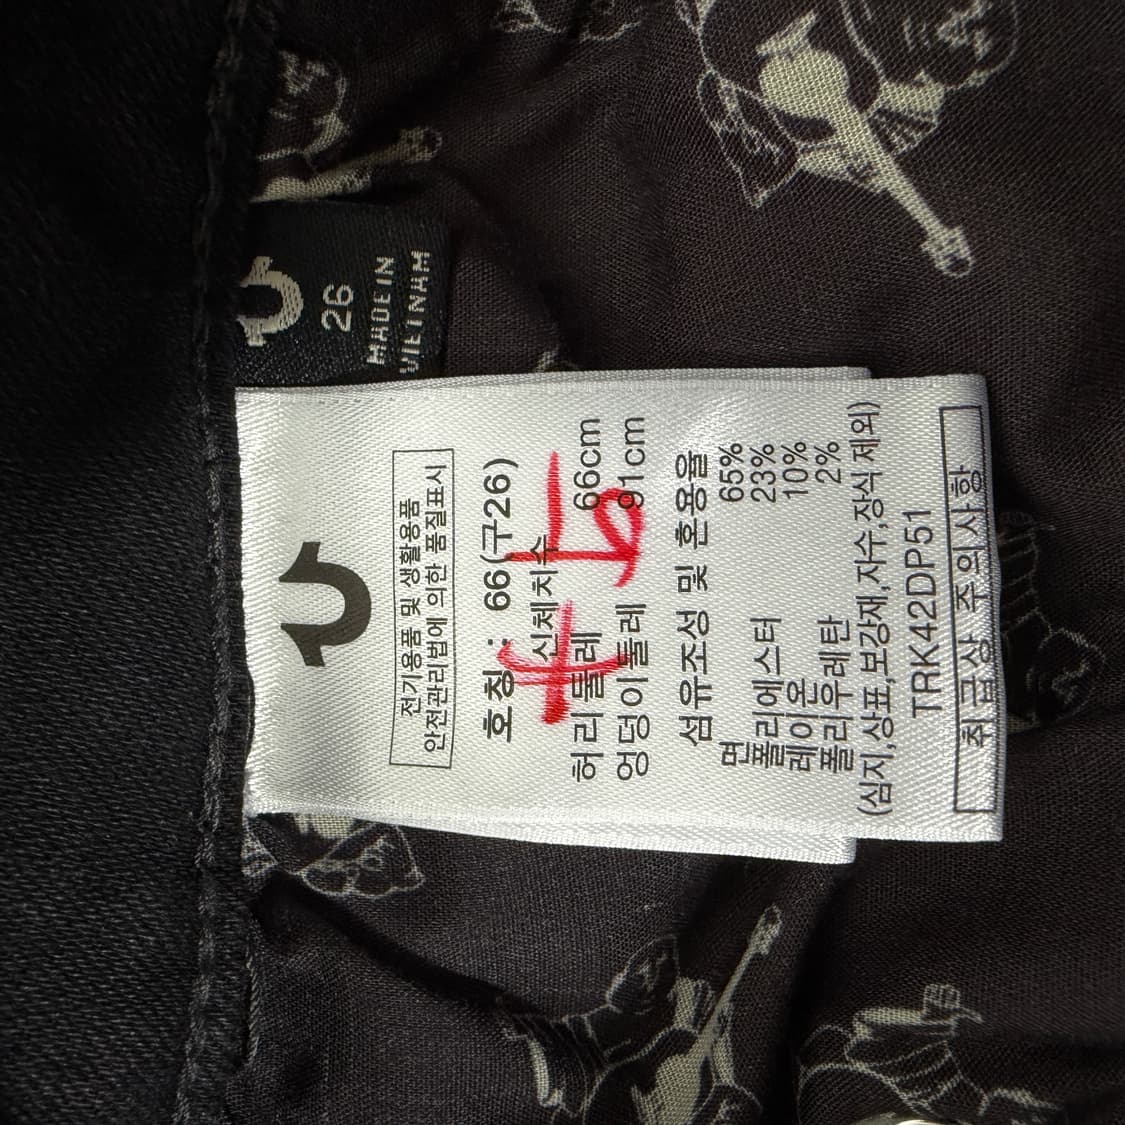 26
MADE IN
VIETNAM
전기용품 및 생활용품
안전관리법에 의한 품질표시
호칭 : 66(구26)
신체치수
허리둘레 66cm
엉덩이둘레 91cm
섬유조성 및 혼용율
면 65%
폴리에스터 23%
레이온 10%
폴리우레탄 2%
(심지,상표,보강재,자수,장식 제외)
TRK42DP51
취급상 주의사항